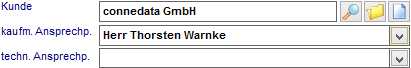 Kunde connedata GmbH
kaufm. Ansprechp. Herr Thorsten Warnke
techn. Ansprechp.